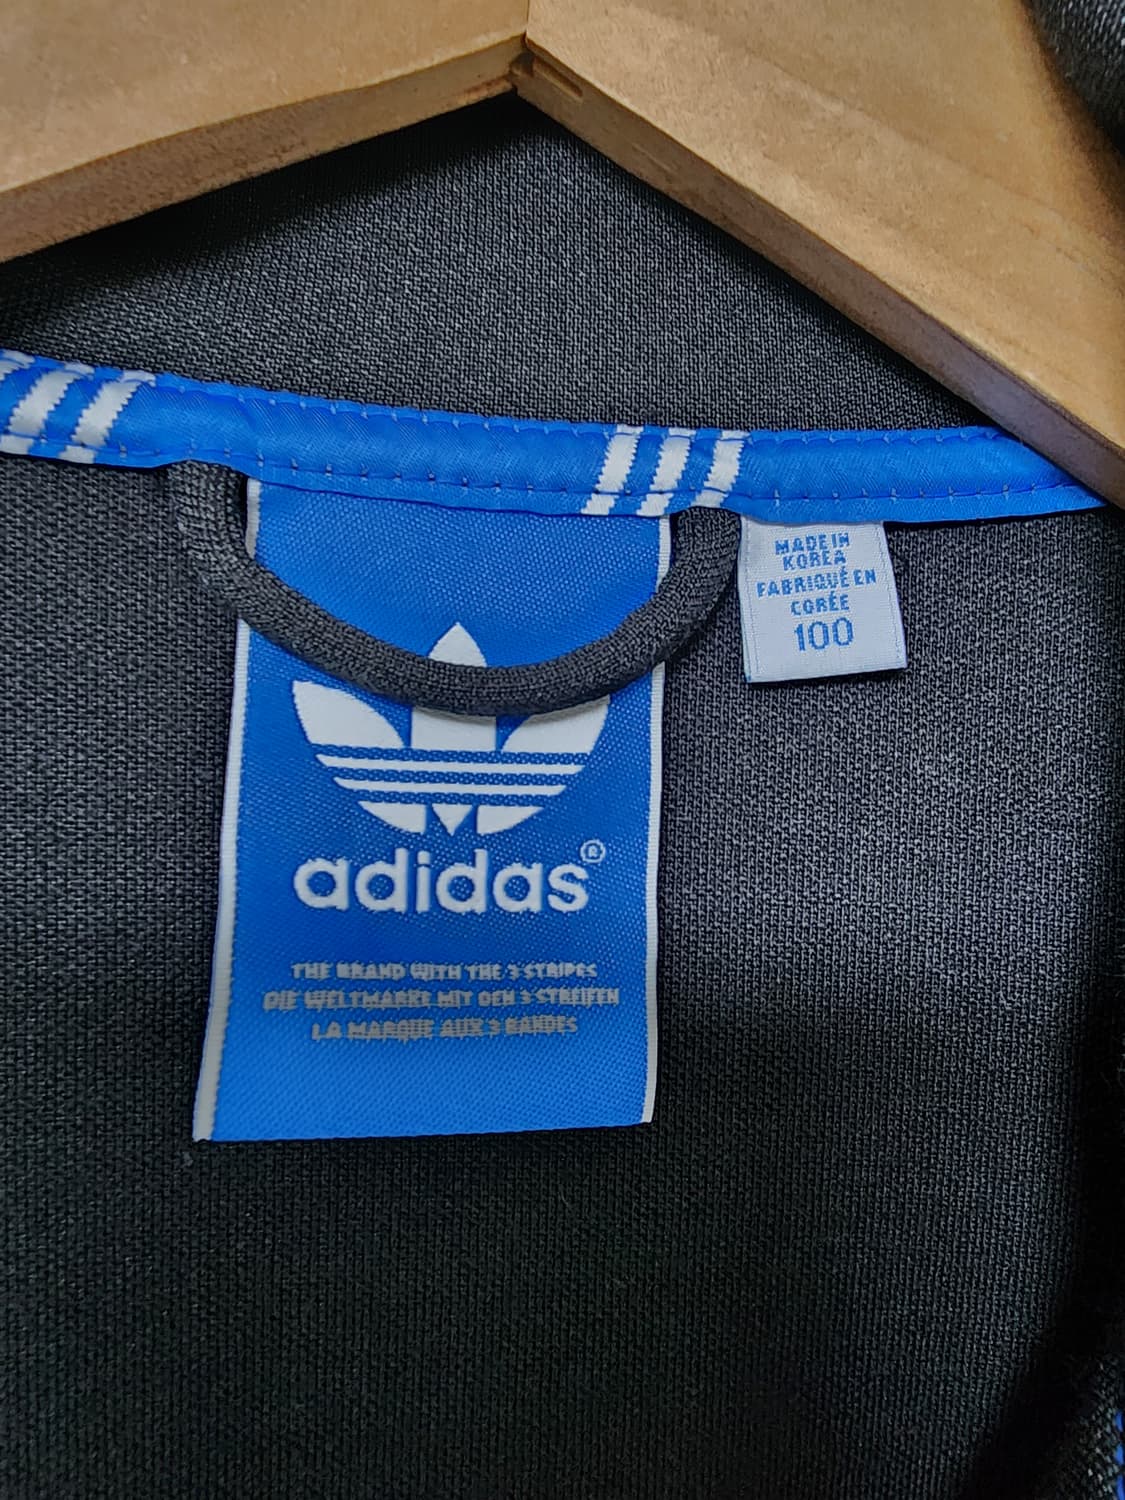 MADE IN
KOREA
FABRIQUÉ EN
CORÉE
100
adidas®
THE BRAND WITH THE 3 STRIPES
DIE WELTMARKE MIT DEN 3 STREIFEN
LA MARQUE AUX 3 BANDES